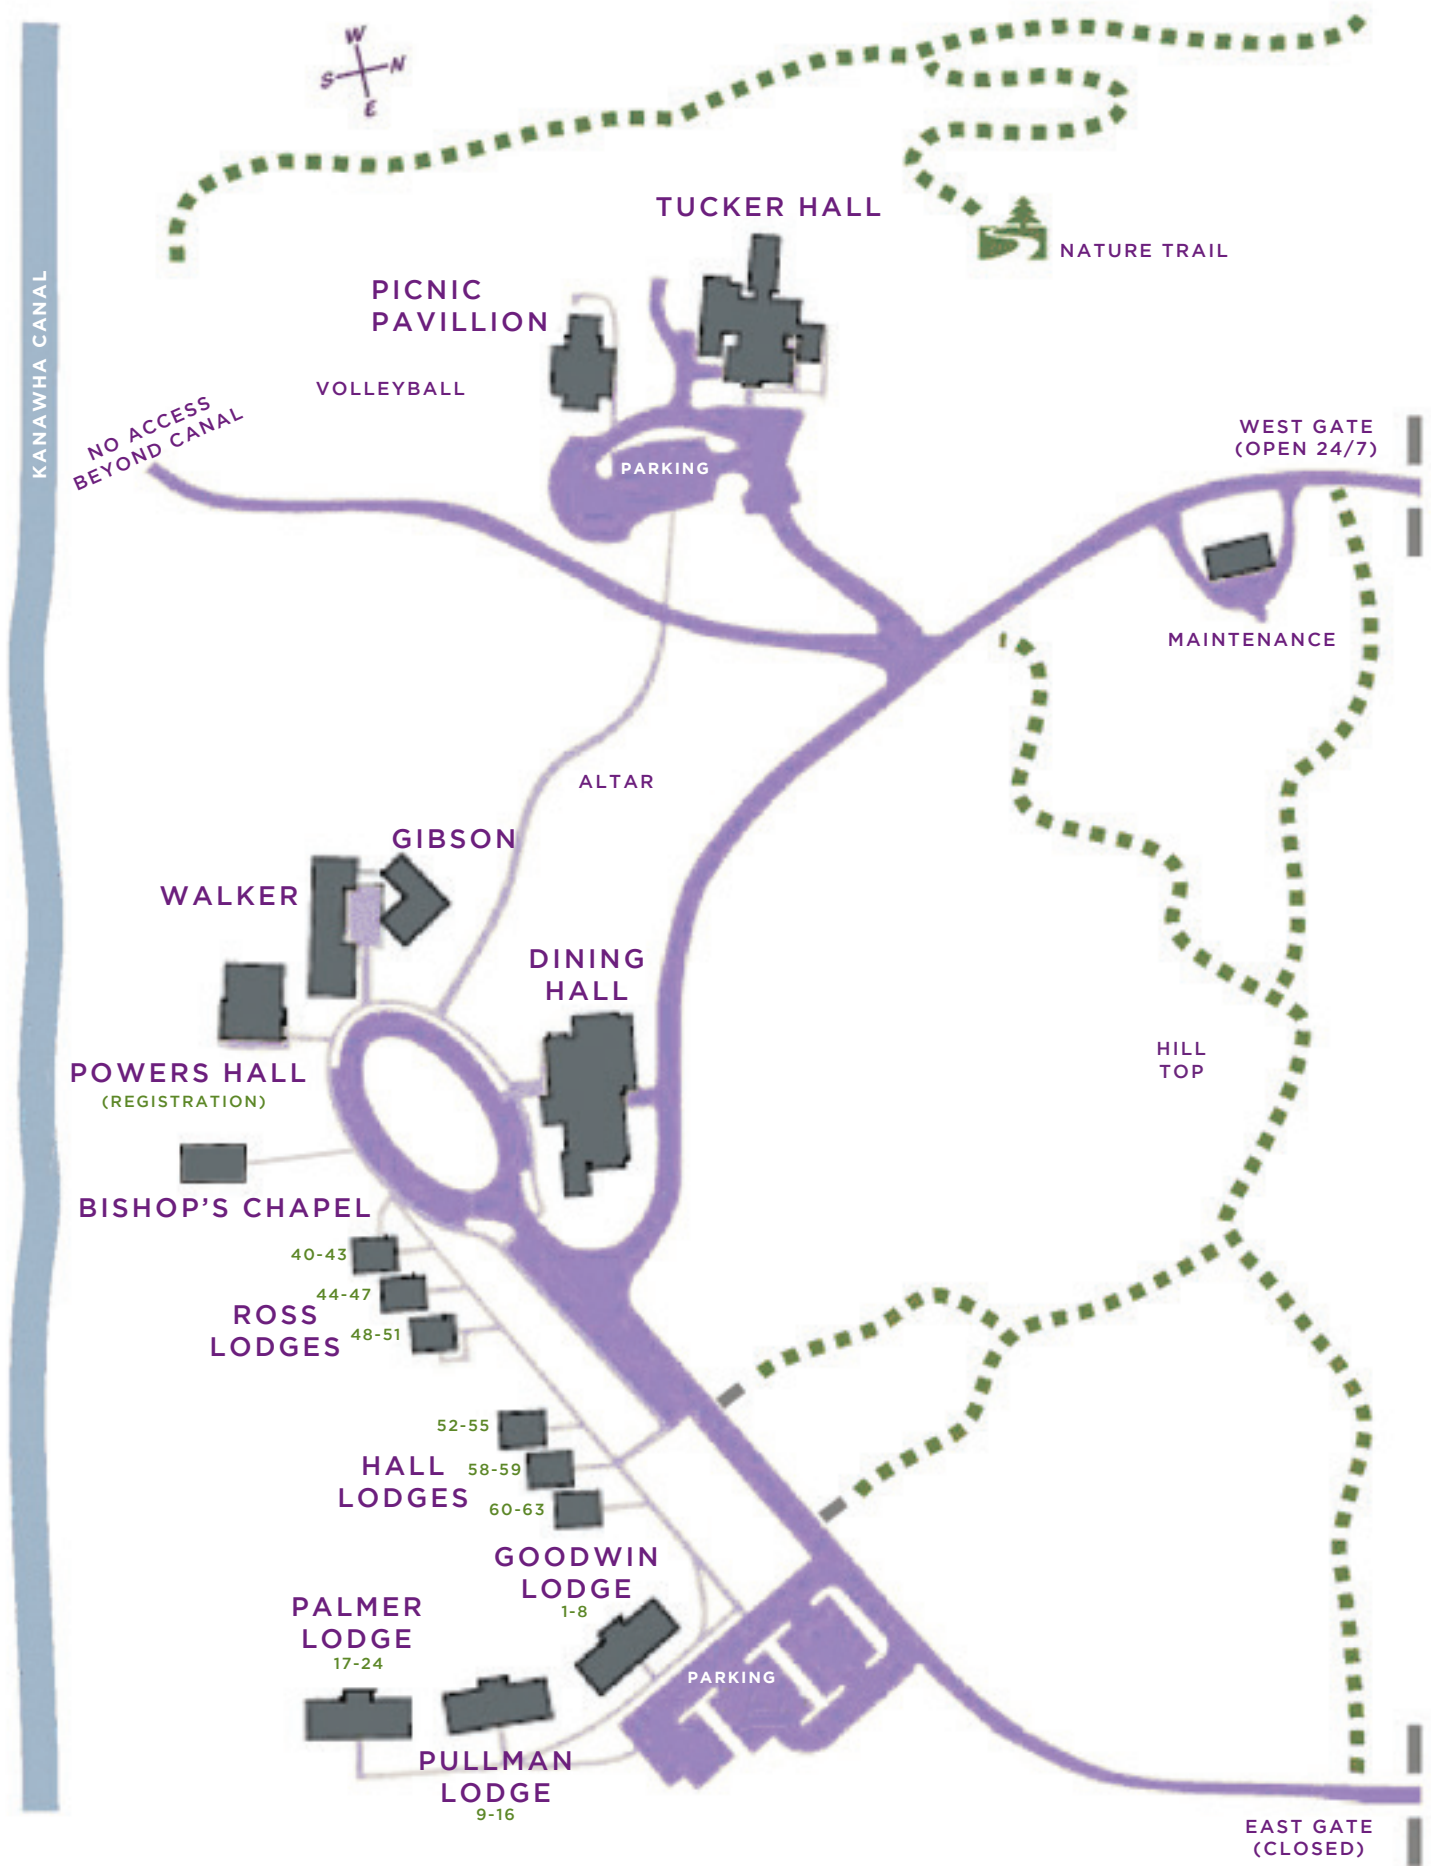 W
S
N
E
TUCKER HALL
NATURE TRAIL
PICNIC
PAVILLION
KANAWHA CANAL
VOLLEYBALL
NO ACCESS
BEYOND CANAL
WEST GATE
(OPEN 24/7)
PARKING
MAINTENANCE
ALTAR
GIBSON
WALKER
DINING
HALL
HILL
TOP
POWERS HALL
(REGISTRATION)
BISHOP'S CHAPEL
40-43
44-47
ROSS
LODGES
48-51
52-55
HALL
LODGES
58-59
60-63
GOODWIN
LODGE
1-8
PALMER
LODGE
17-24
PARKING
PULLMAN
LODGE
9-16
EAST GATE
(CLOSED)